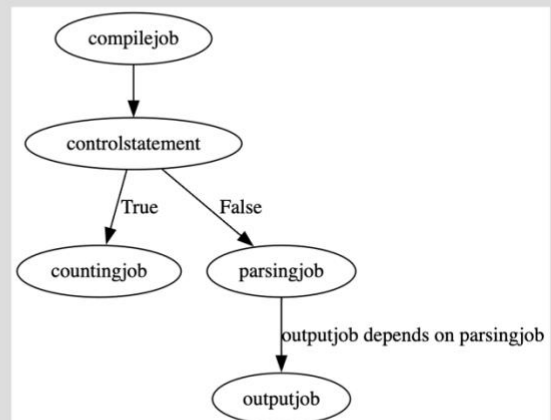 compilejob
controlstatement
True
False
countingjob
parsingjob
outputjob depends on parsingjob
outputjob